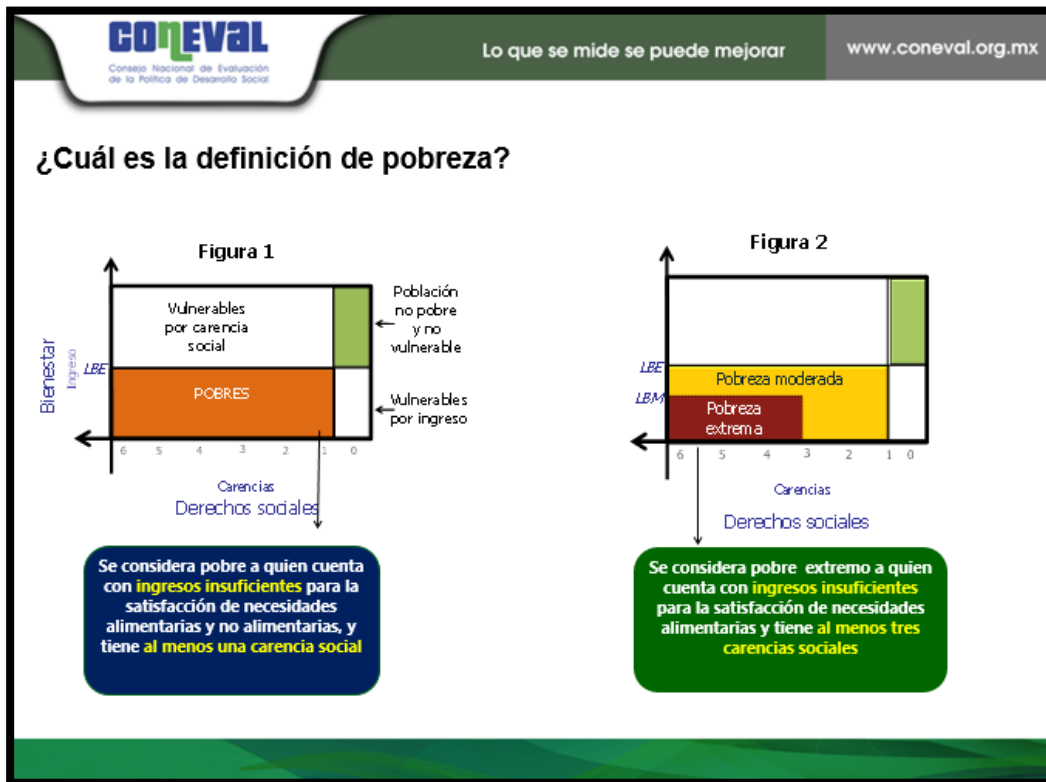 CONEVAL
Consejo Nacional de Evaluación
de la Política de Desarrollo Social
Lo que se mide se puede mejorar
www.coneval.org.mx
¿Cuál es la definición de pobreza?
Figura 1
Vulnerables
por carencia
social
Población
no pobre
y no
vulnerable
Bienestar
Ingreso
LBE
POBRES
Vulnerables
por ingreso
6 5 4 3 2 1 0
Carencias
Derechos sociales
Se considera pobre a quien cuenta
con ingresos insuficientes para la
satisfacción de necesidades
alimentarias y no alimentarias, y
tiene al menos una carencia social
Figura 2
LBE
Pobreza moderada
LBM
Pobreza
extrema
6 5 4 3 2 1 0
Carencias
Derechos sociales
Se considera pobre extremo a quien
cuenta con ingresos insuficientes
para la satisfacción de necesidades
alimentarias y tiene al menos tres
carencias sociales